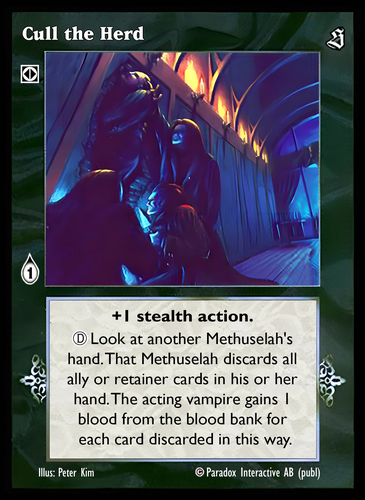 Cull the Herd
1
+1 stealth action.
Ⓓ Look at another Methuselah's
hand. That Methuselah discards all
ally or retainer cards in his or her
hand. The acting vampire gains 1
blood from the blood bank for
each card discarded in this way.
Illus: Peter Kim © Paradox Interactive AB (publ)